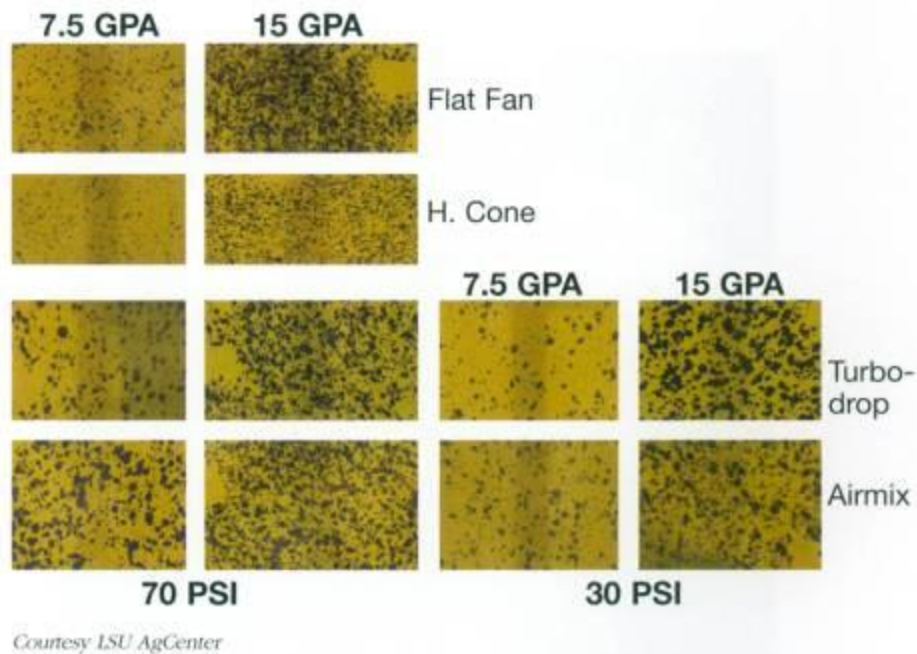 7.5 GPA 15 GPA
Flat Fan
H. Cone
7.5 GPA 15 GPA
Turbo-
drop
Airmix
70 PSI 30 PSI
Courtesy LSU AgCenter